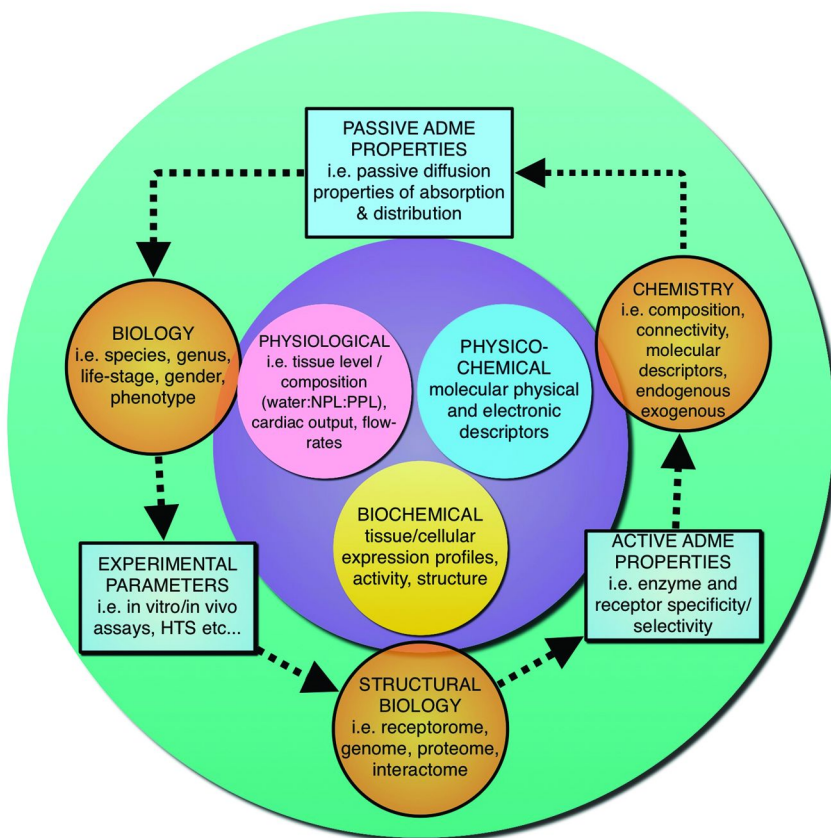 PASSIVE ADME
PROPERTIES
i.e. passive diffusion
properties of absorption
& distribution
BIOLOGY
i.e. species, genus,
life-stage, gender,
phenotype
PHYSIOLOGICAL
i.e. tissue level /
composition
(water:NPL:PPL),
cardiac output, flow-
rates
PHYSICO-
CHEMICAL
molecular physical
and electronic
descriptors
CHEMISTRY
i.e. composition,
connectivity,
molecular
descriptors,
endogenous
exogenous
BIOCHEMICAL
tissue/cellular
expression profiles,
activity, structure
EXPERIMENTAL
PARAMETERS
i.e. in vitro/in vivo
assays, HTS etc...
ACTIVE ADME
PROPERTIES
i.e. enzyme and
receptor specificity/
selectivity
STRUCTURAL
BIOLOGY
i.e. receptorome,
genome, proteome,
interactome